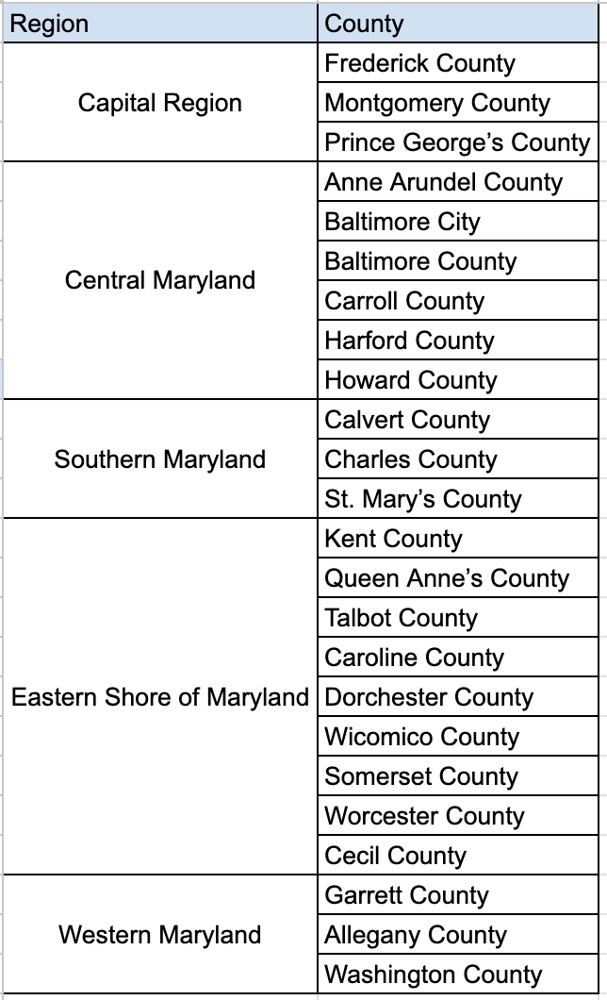 Region County
Capital Region
Frederick County
Montgomery County
Prince George’s County
Central Maryland
Anne Arundel County
Baltimore City
Baltimore County
Carroll County
Harford County
Howard County
Southern Maryland
Calvert County
Charles County
St. Mary’s County
Eastern Shore of Maryland
Kent County
Queen Anne’s County
Talbot County
Caroline County
Dorchester County
Wicomico County
Somerset County
Worcester County
Cecil County
Western Maryland
Garrett County
Allegany County
Washington County